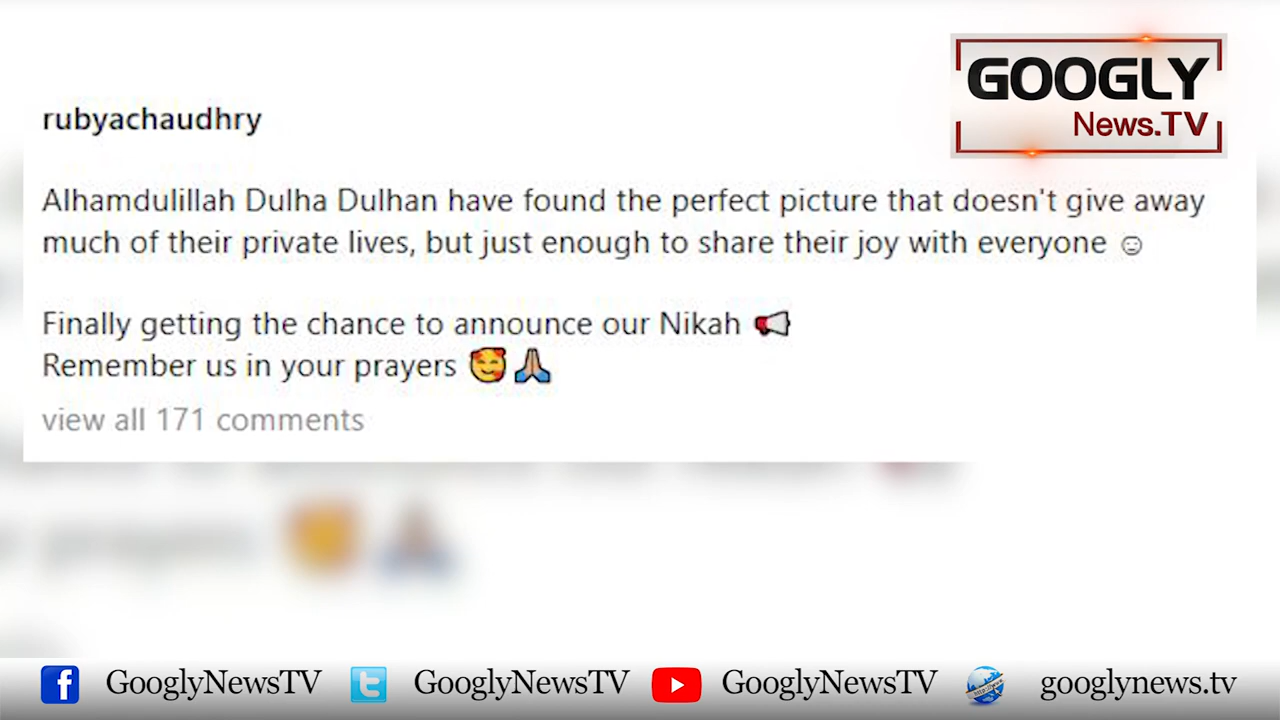 GOOGLY
News.TV
rubyachaudhry
Alhamdulillah Dulha Dulhan have found the perfect picture that doesn't give away
much of their private lives, but just enough to share their joy with everyone ☺
Finally getting the chance to announce our Nikah 📢
Remember us in your prayers 🥰🙏🏼
view all 171 comments
GooglyNewsTV GooglyNewsTV GooglyNewsTV googlynews.tv